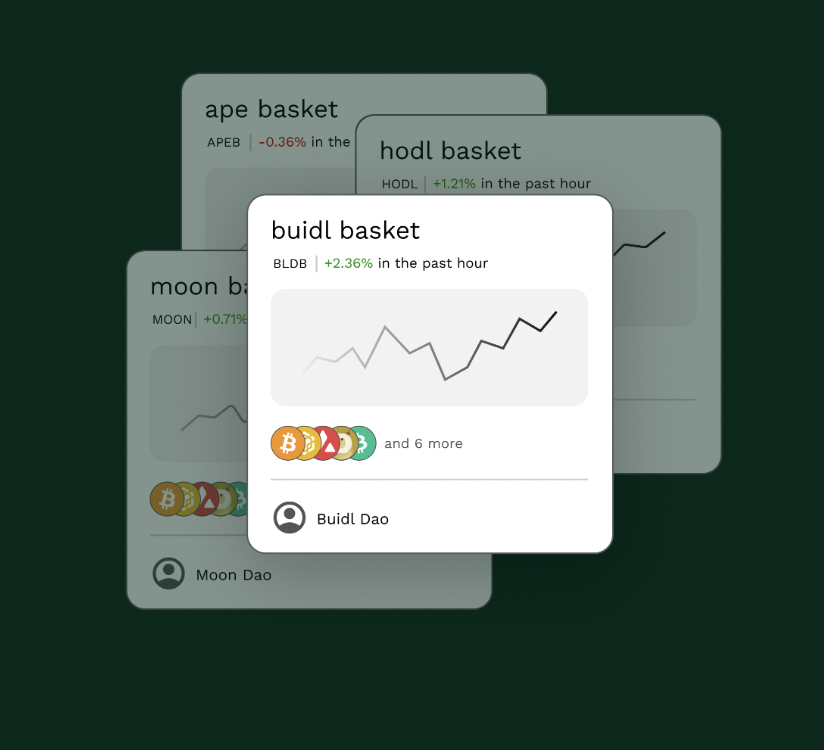 ape basket
APEB | -0.36% in the
hodl basket
HODL | +1.21% in the past hour
buidl basket
BLDB | +2.36% in the past hour
and 6 more
Buidl Dao
moon
MOON | +0.71%
Moon Dao